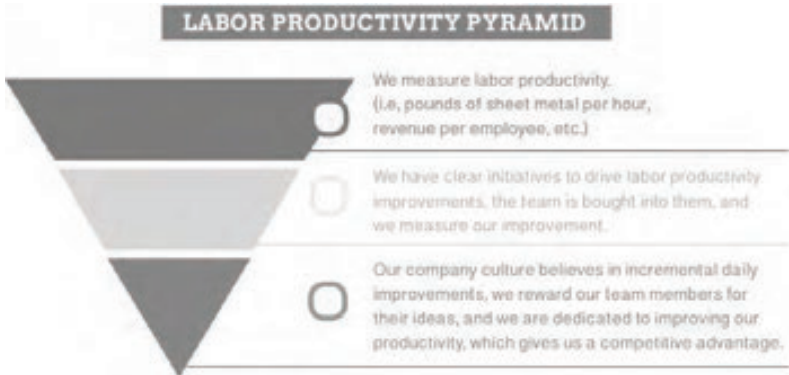 LABOR PRODUCTIVITY PYRAMID
We measure labor productivity.
(i.e, pounds of sheet metal per hour,
revenue per employee, etc.)
We have clear initiatives to drive labor productivity
improvements, the team is bought into them, and
we measure our improvement.
Our company culture believes in incremental daily
improvements, we reward our team members for
their ideas, and we are dedicated to improving our
productivity, which gives us a competitive advantage.